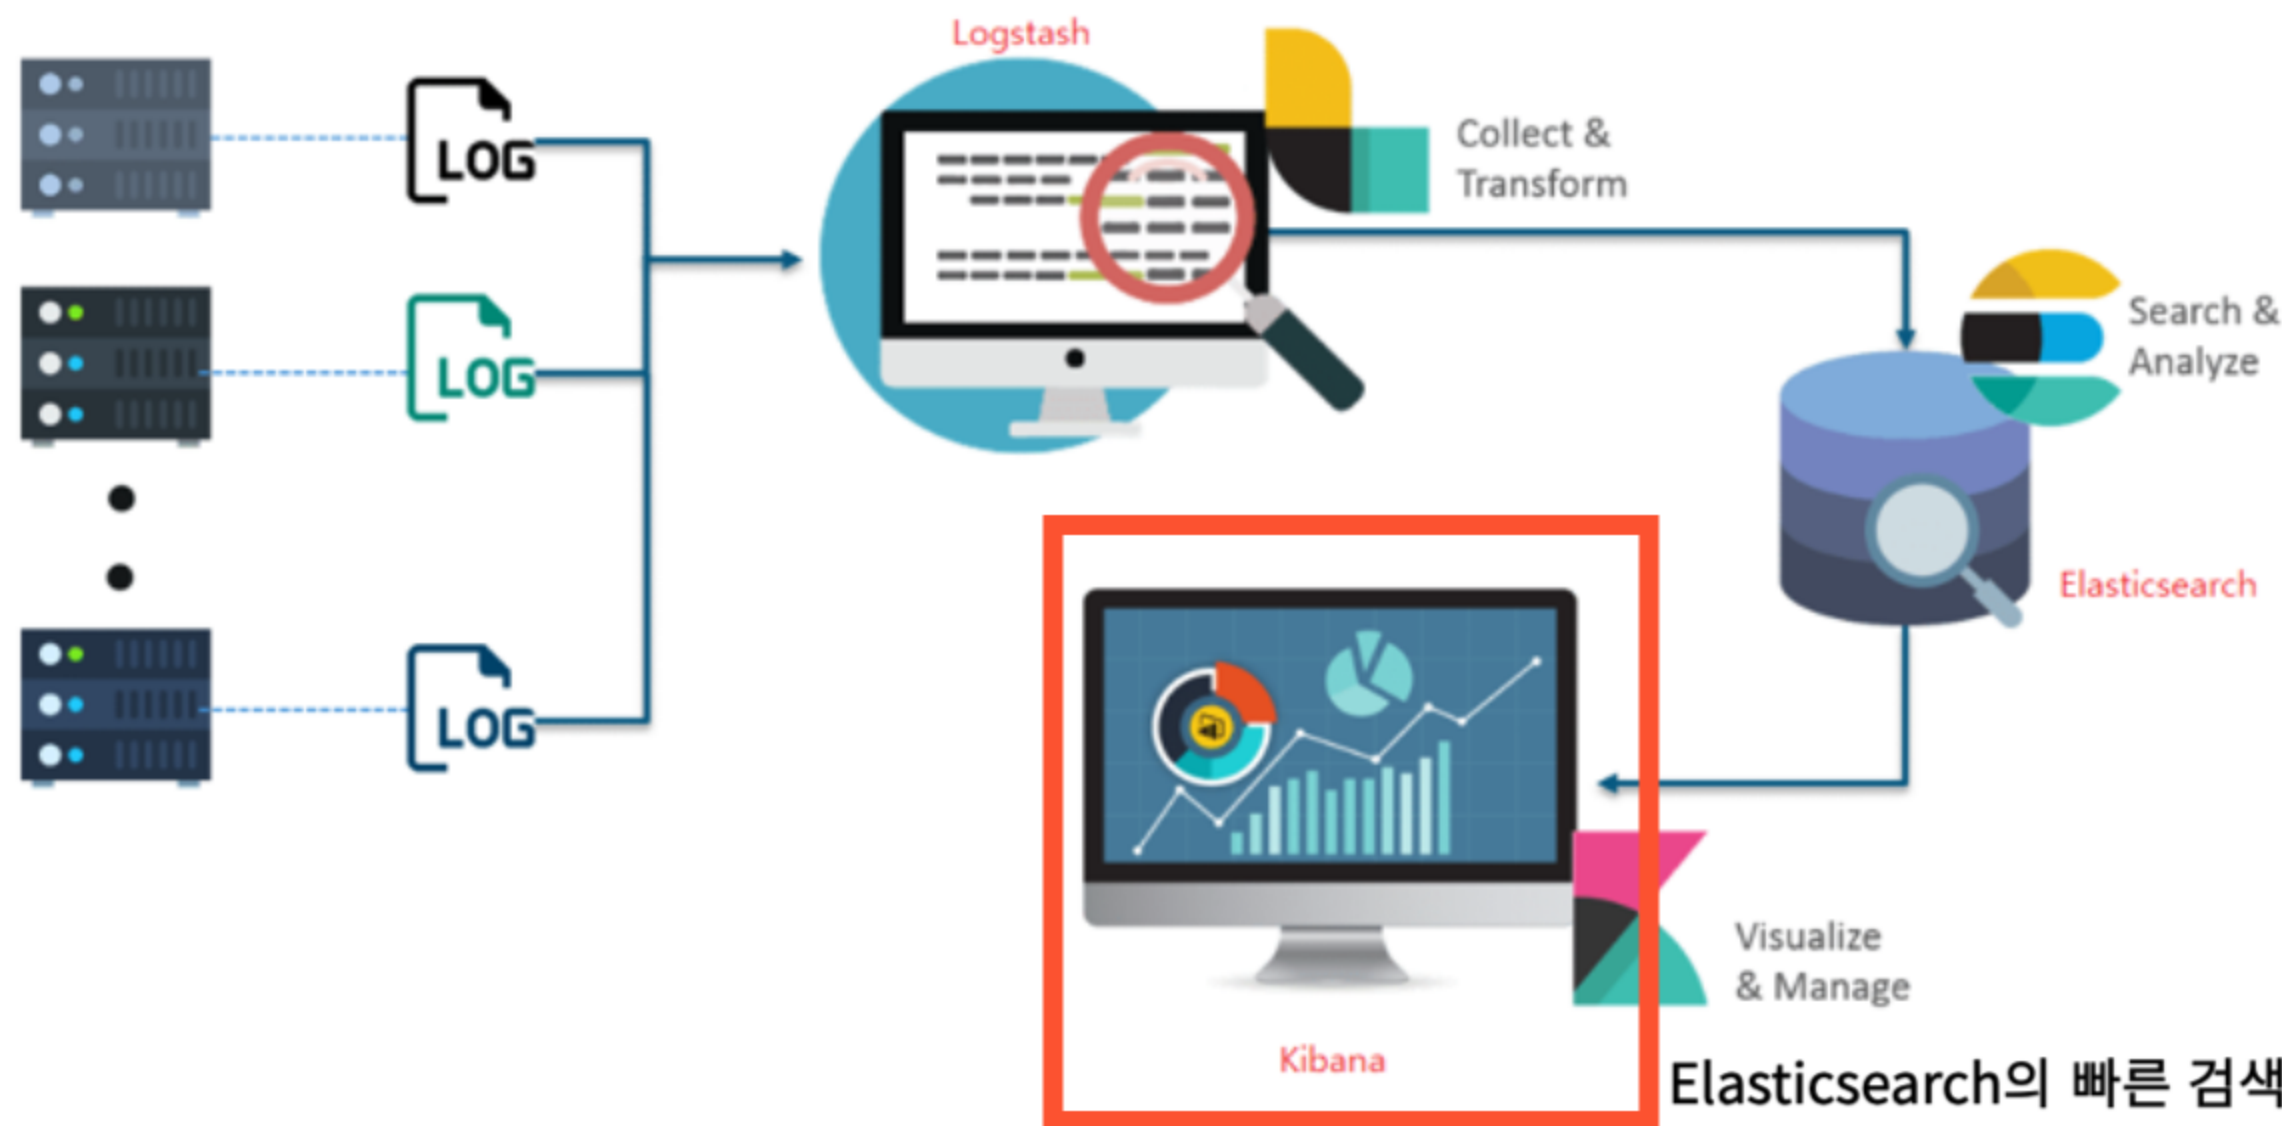 Logstash
LOG
Collect &
Transform
LOG
Search &
Analyze
Elasticsearch
LOG
Visualize
& Manage
Kibana
Elasticsearch의 빠른 검색